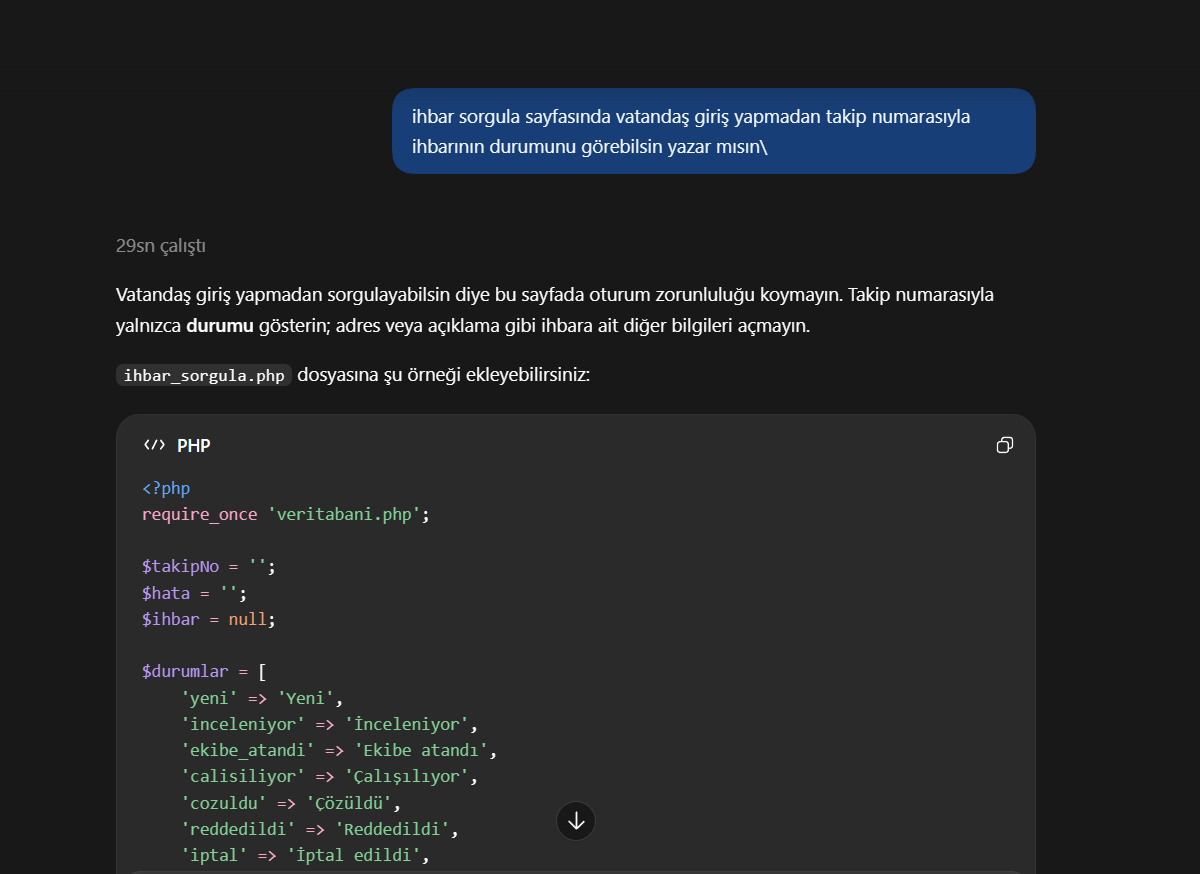 ihbar sorgula sayfasında vatandaş giriş yapmadan takip numarasıyla
ihbarının durumunu görebilsin yazar mısın\
29sn çalıştı
Vatandaş giriş yapmadan sorgulayabilsin diye bu sayfada oturum zorunluluğu koymayın. Takip numarasıyla
yalnızca durumu gösterin; adres veya açıklama gibi ihbara ait diğer bilgileri açmayın.
ihbar_sorgula.php dosyasına şu örneği ekleyebilirsiniz:
</> PHP
<?php
require_once 'veritabani.php';
$takipNo = '';
$hata = '';
$ihbar = null;
$durumlar = [
    'yeni' => 'Yeni',
    'inceleniyor' => 'İnceleniyor',
    'ekibe_atandi' => 'Ekibe atandı',
    'calisiliyor' => 'Çalışılıyor',
    'cozuldu' => 'Çözüldü',
    'reddedildi' => 'Reddedildi',
    'iptal' => 'İptal edildi',